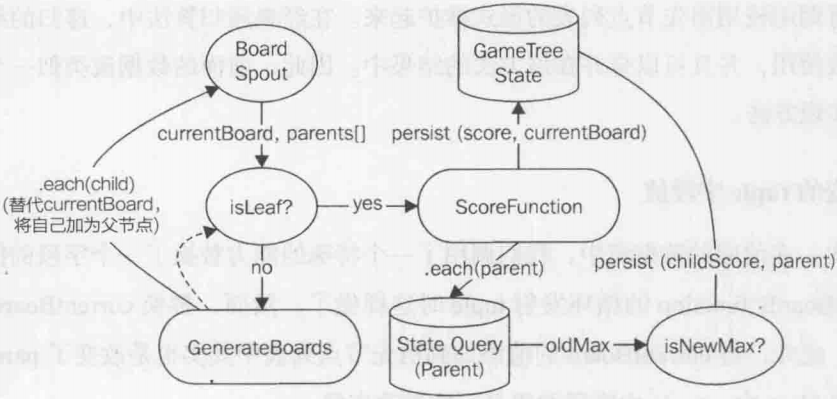 Board
Spout
GameTree
State
currentBoard, parents[]
persist (score, currentBoard)
.each(child)
(替代currentBoard,
将自己加为父节点)
isLeaf?
yes
ScoreFunction
no
.each(parent)
persist (childScore, parent)
GenerateBoards
State Query
(Parent)
oldMax
isNewMax?